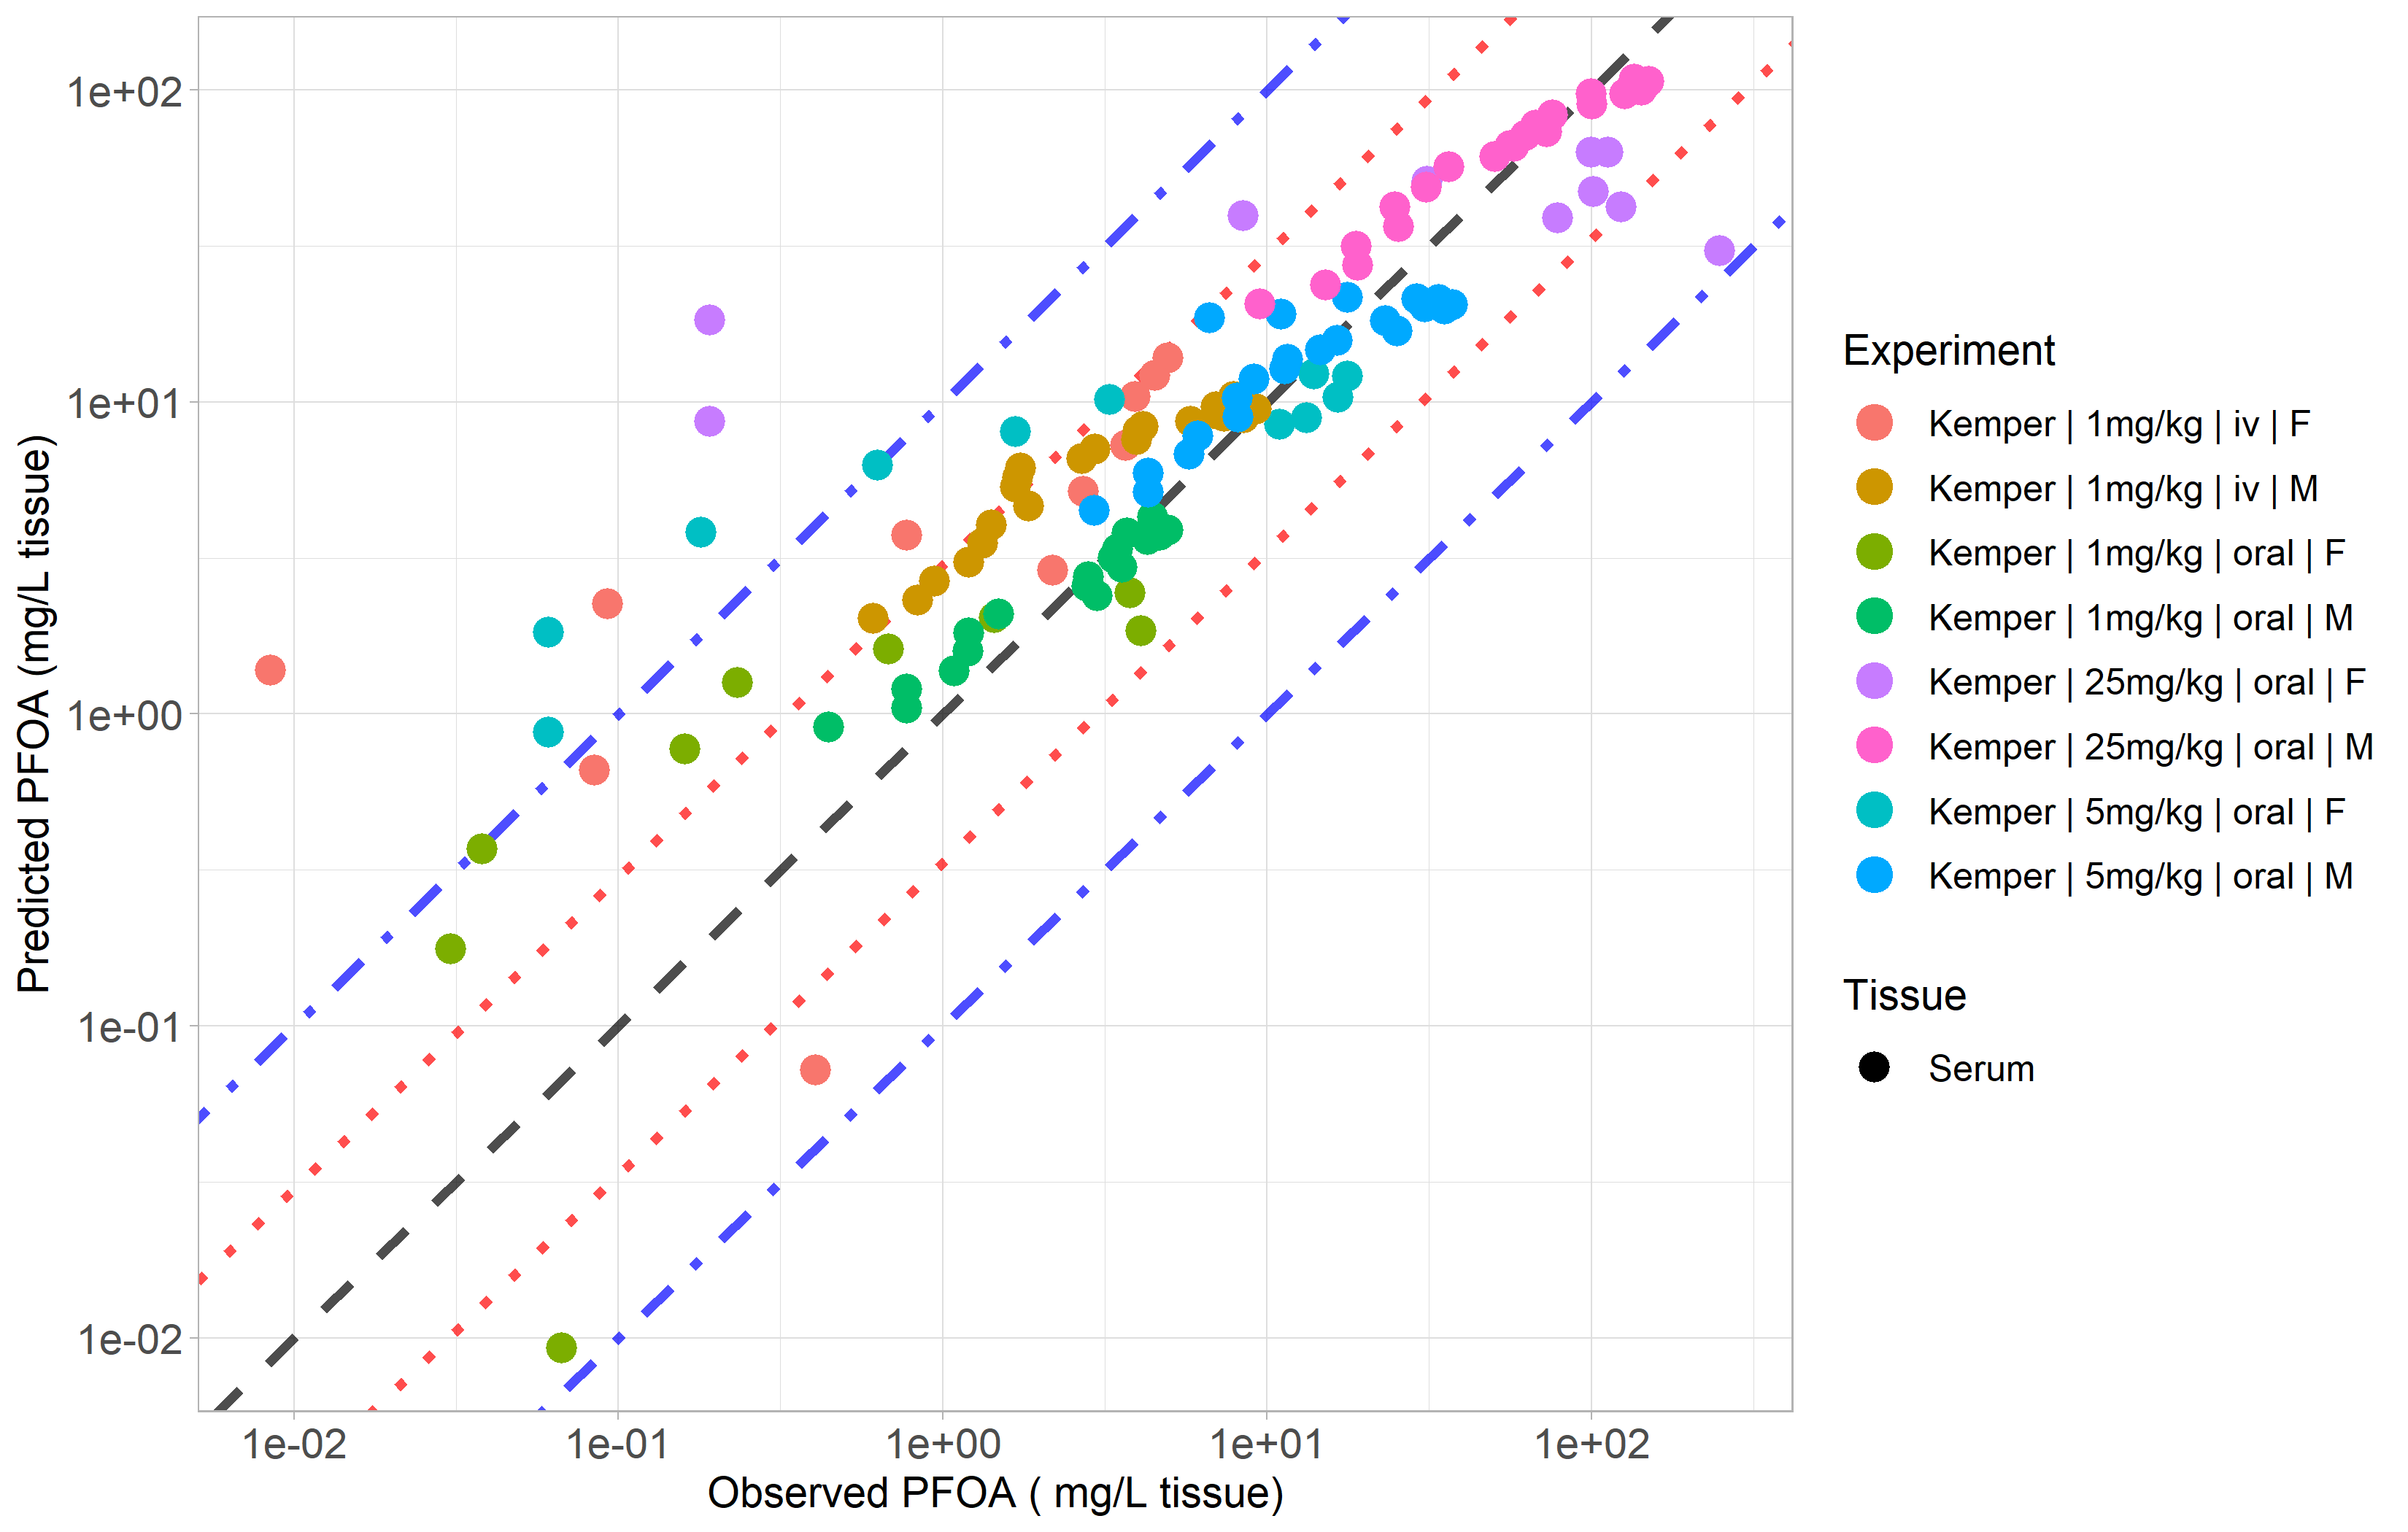 Predicted PFOA (mg/L tissue)
1e+02
1e+01
1e+00
1e-01
1e-02
1e-02 1e-01 1e+00 1e+01 1e+02
Observed PFOA ( mg/L tissue)
Experiment
Kemper | 1mg/kg | iv | F
Kemper | 1mg/kg | iv | M
Kemper | 1mg/kg | oral | F
Kemper | 1mg/kg | oral | M
Kemper | 25mg/kg | oral | F
Kemper | 25mg/kg | oral | M
Kemper | 5mg/kg | oral | F
Kemper | 5mg/kg | oral | M
Tissue
Serum